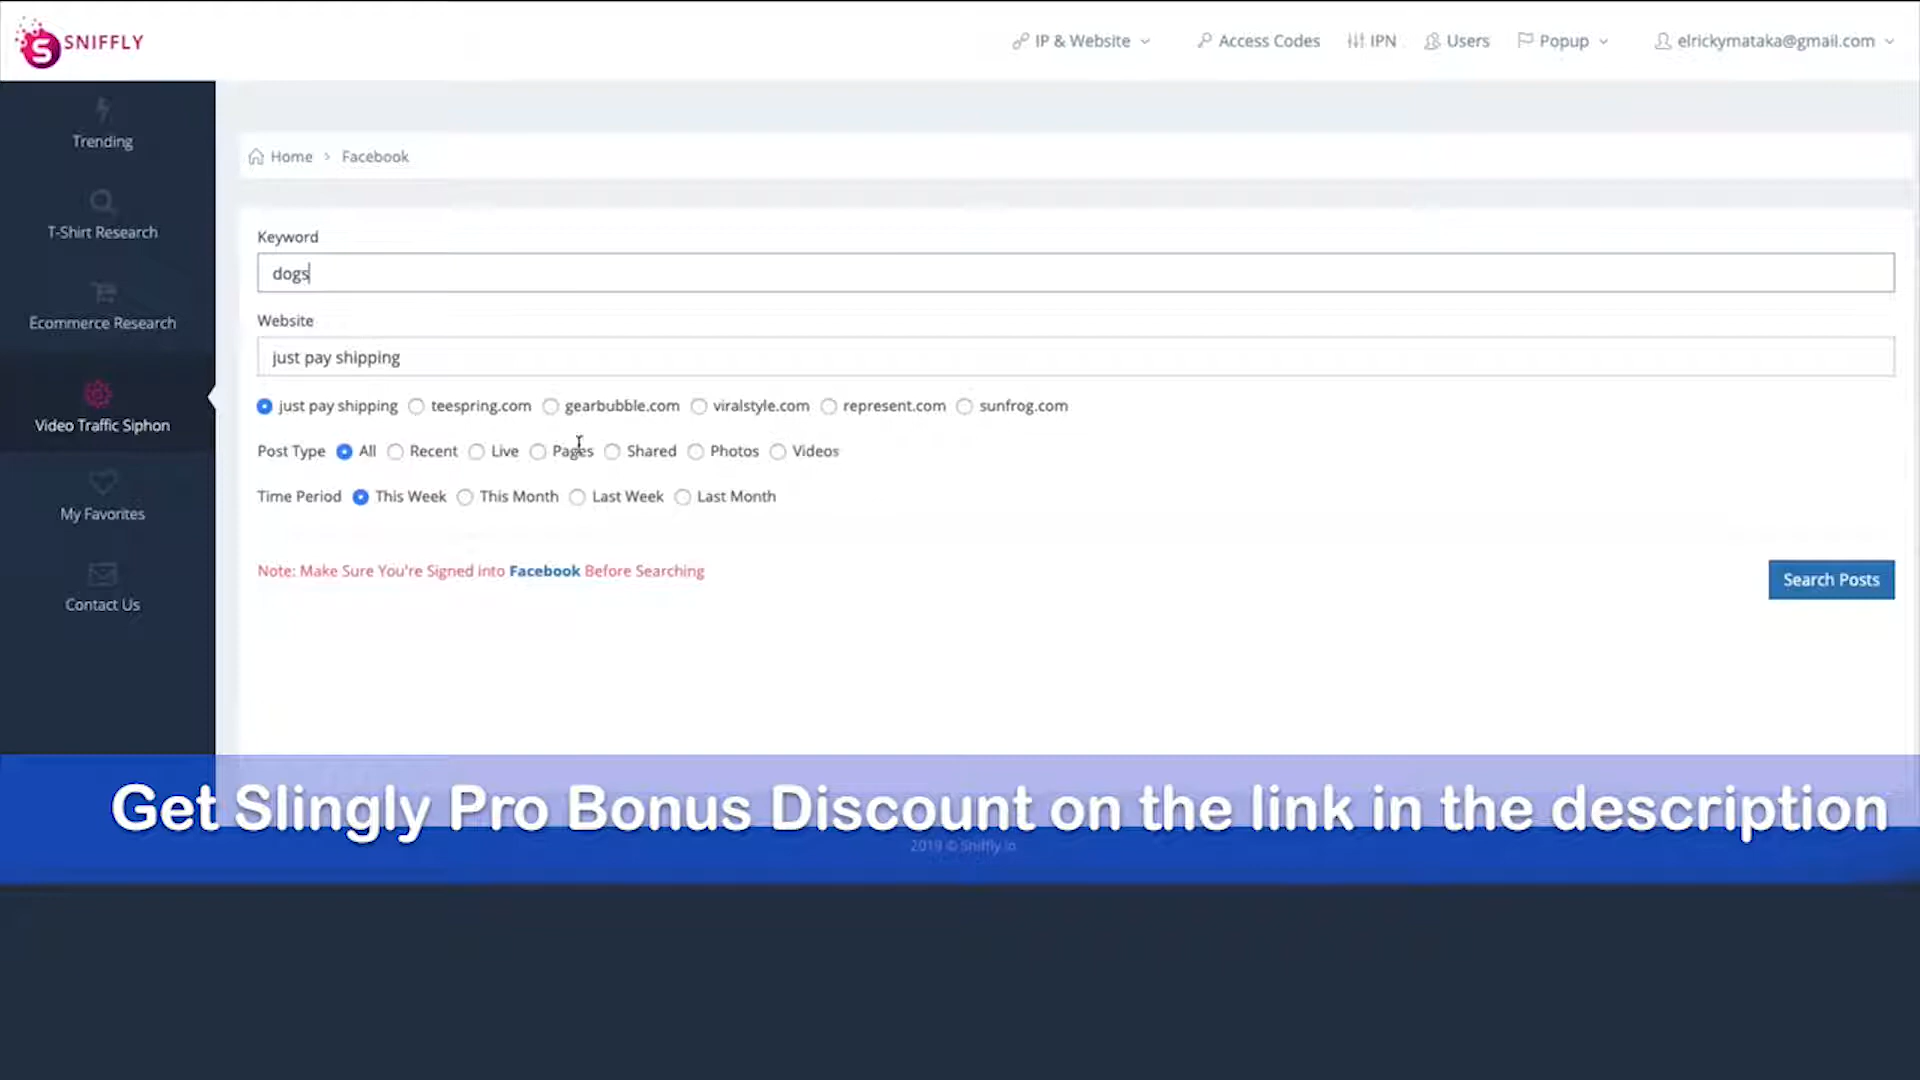 SNIFFLY
IP & Website
Access Codes
IPN
Users
Popup
elrickymataka@gmail.com
Trending
T-Shirt Research
Ecommerce Research
Video Traffic Siphon
My Favorites
Contact Us
Home > Facebook
Keyword
dogs
Website
just pay shipping
just pay shipping teespring.com gearbubble.com viralstyle.com represent.com sunfrog.com
Post Type All Recent Live Pages Shared Photos Videos
Time Period This Week This Month Last Week Last Month
Note: Make Sure You're Signed into Facebook Before Searching
Search Posts
Get Slingly Pro Bonus Discount on the link in the description
2019 © Sniffly.io